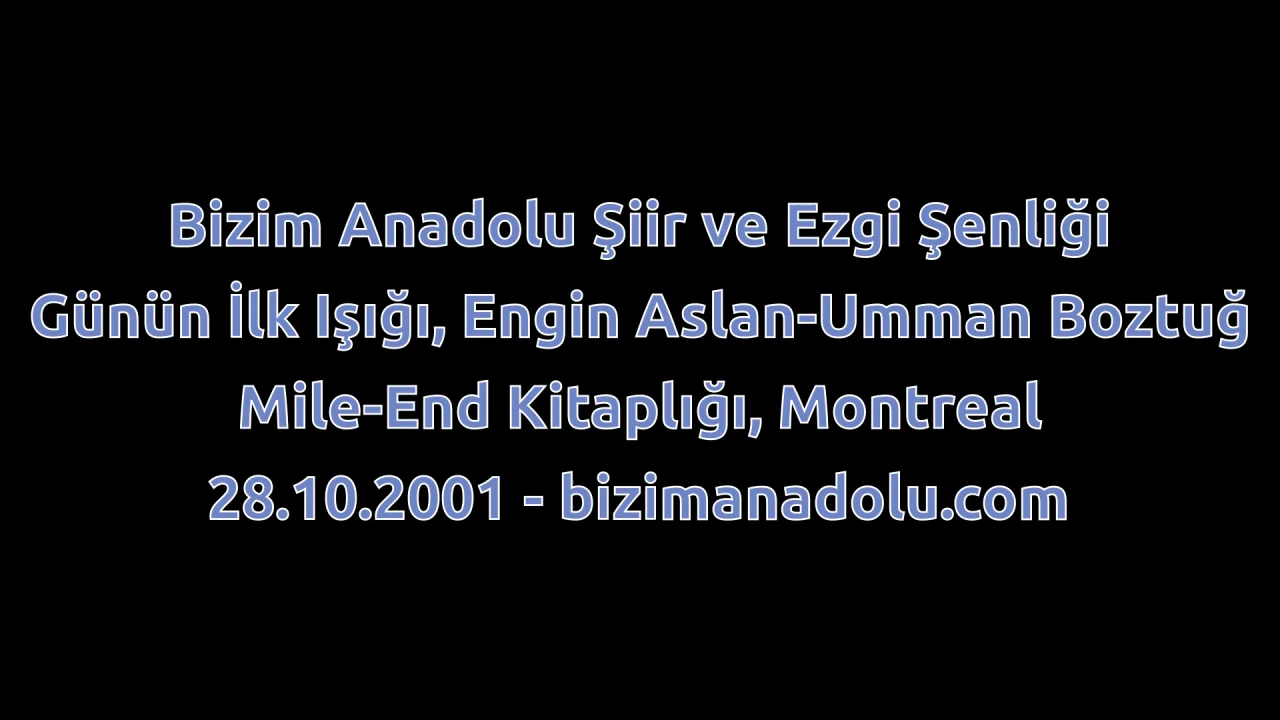 Bizim Anadolu Şiir ve Ezgi Şenliği
Günün İlk Işığı, Engin Aslan-Umman Boztuğ
Mile-End Kitaplığı, Montreal
28.10.2001 - bizimanadolu.com